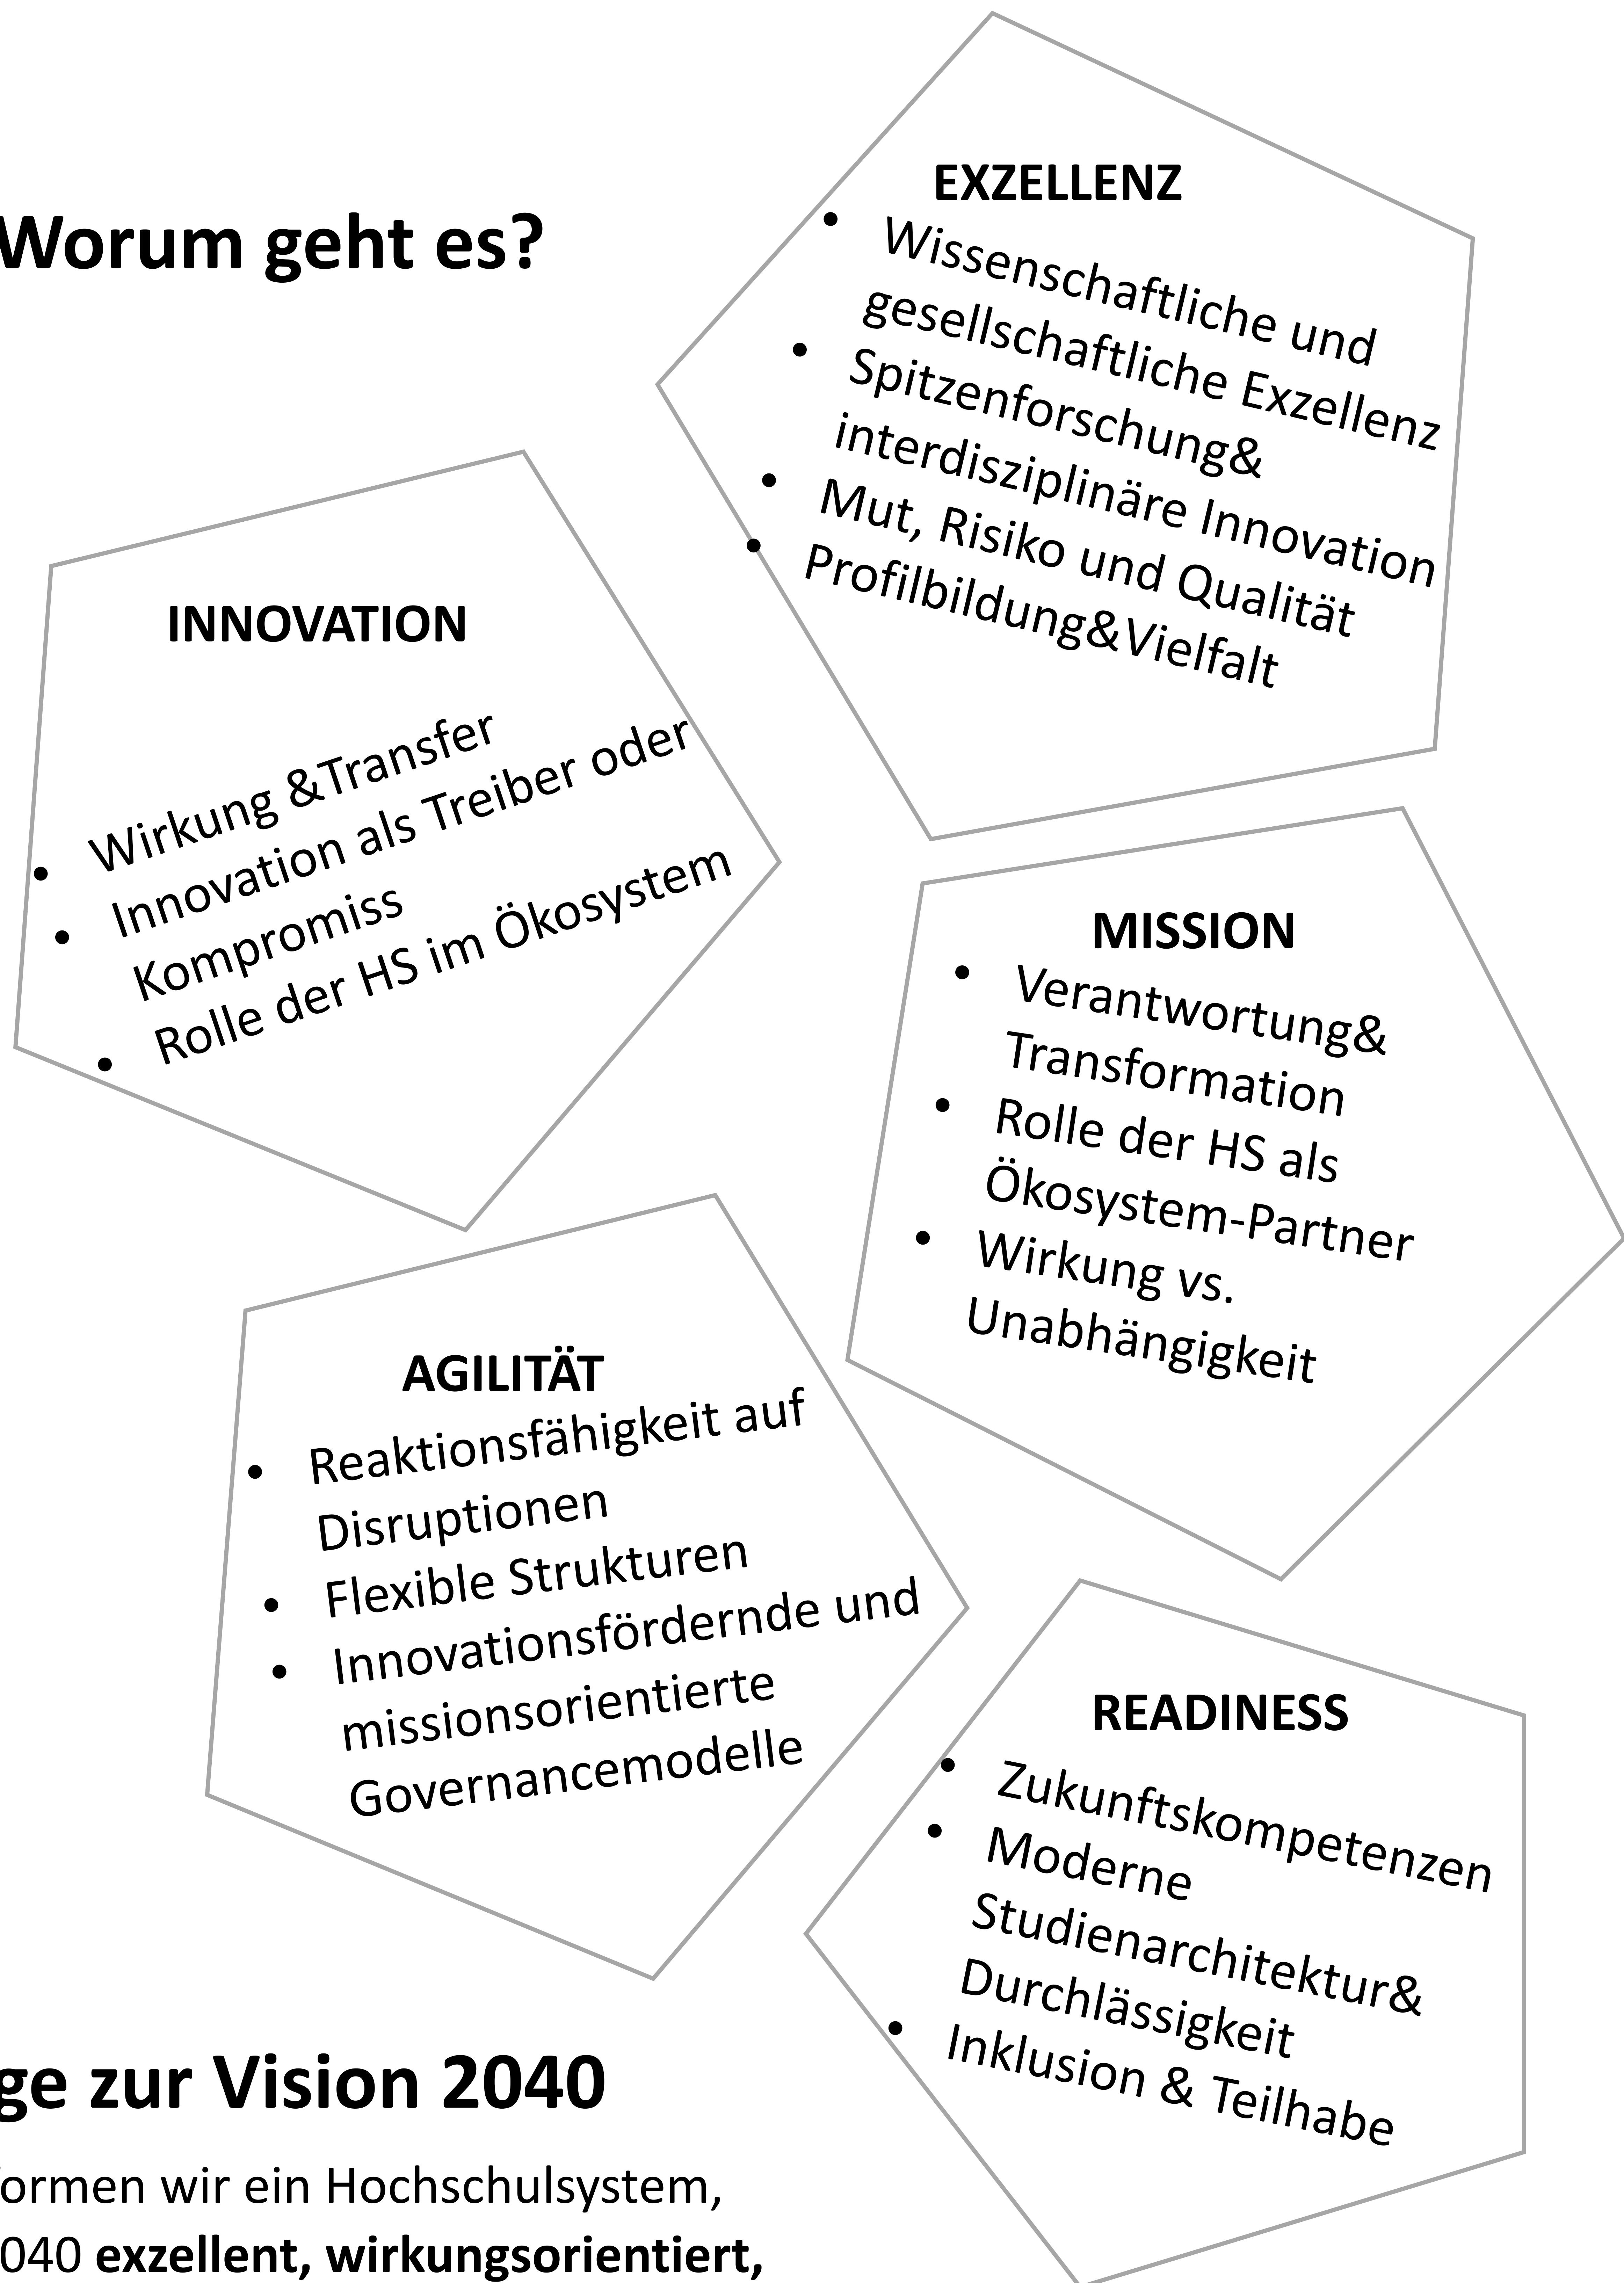 Worum geht es?
EXZELLENZ
• Wissenschaftliche und
gesellschaftliche Exzellenz
• Spitzenforschung&
interdisziplinäre Innovation
• Mut, Risiko und Qualität
• Profilbildung&Vielfalt
INNOVATION
• Wirkung &Transfer
• Innovation als Treiber oder
Kompromiss
• Rolle der HS im Ökosystem
MISSION
• Verantwortung&
Transformation
• Rolle der HS als
Ökosystem-Partner
• Wirkung vs.
Unabhängigkeit
AGILITÄT
• Reaktionsfähigkeit auf
Disruptionen
• Flexible Strukturen
• Innovationsfördernde und
missionsorientierte
Governancemodelle
READINESS
• Zukunftskompetenzen
• Moderne
Studienarchitektur&
Durchlässigkeit
• Inklusion & Teilhabe
ge zur Vision 2040
ormen wir ein Hochschulsystem,
040 exzellent, wirkungsorientiert,